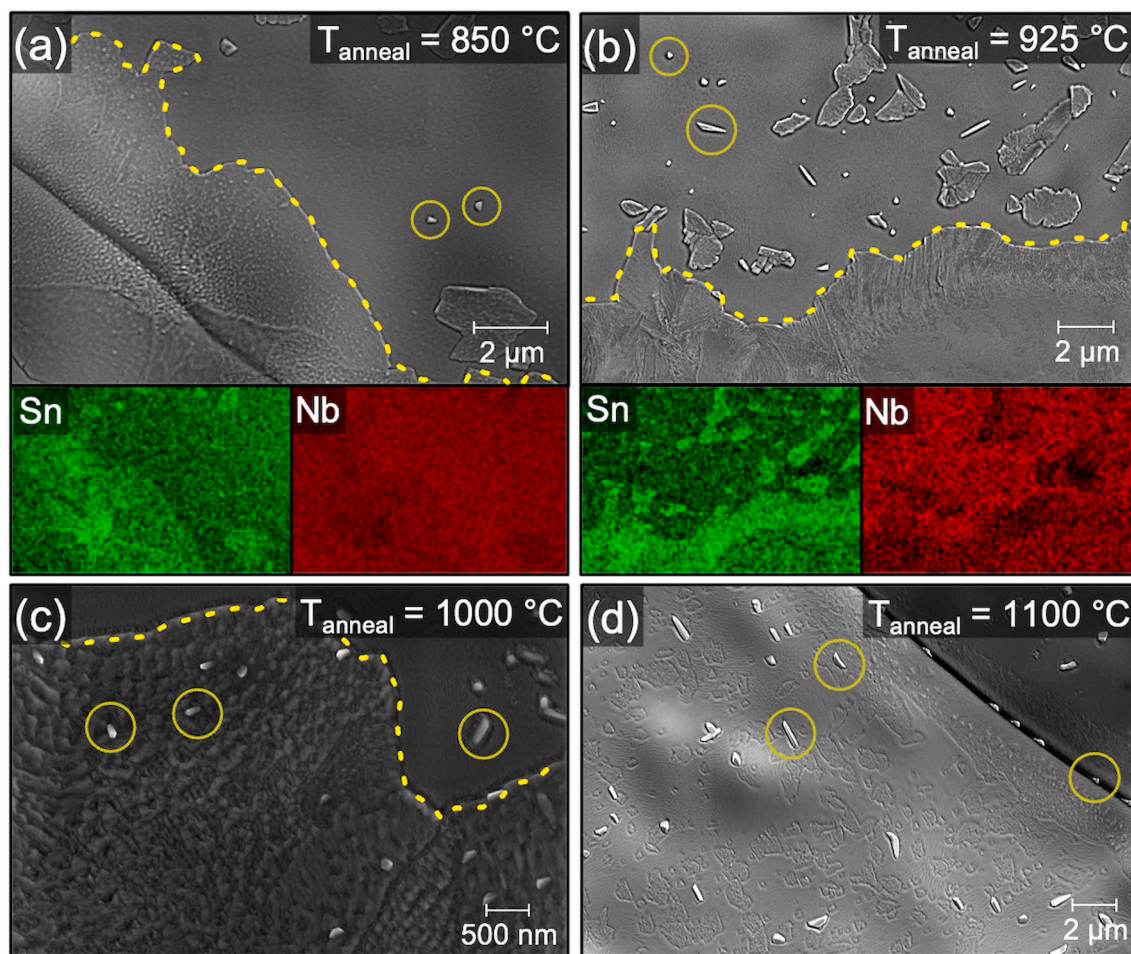 (a) T_anneal = 850 °C
2 µm
Sn
Nb
(b) T_anneal = 925 °C
2 µm
Sn
Nb
(c) T_anneal = 1000 °C
500 nm
(d) T_anneal = 1100 °C
2 µm